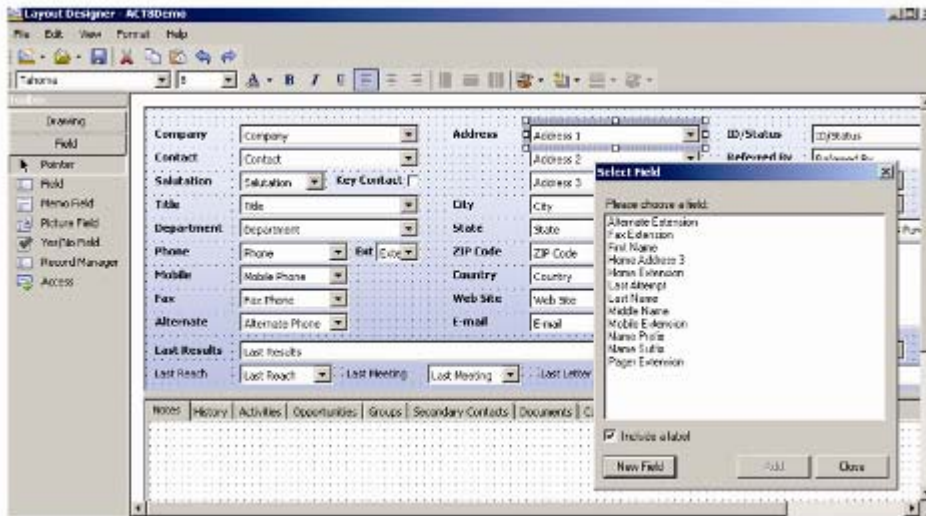 Layout Designer - ACT8Demo
File Edit View Format Help
Tahoma 8 A B I U
Toolbox
Drawing
Field
Pointer
Field
Memo Field
Picture Field
Yes/No Field
Record Manager
Access
Company Company Address Address 1 ID/Status ID/Status
Contact Contact Address 2 Referred By Referred By
Salutation Salutation Key Contact Address 3
Title Title City City
Department Department State State
Phone Phone Ext ZIP Code ZIP Code
Mobile Mobile Phone Country Country
Fax Fax Phone Web Site Web Site
Alternate Alternate Phone E-mail E-mail
Last Results Last Results
Last Reach Last Reach Last Meeting Last Meeting Last Letter
Notes History Activities Opportunities Groups Secondary Contacts Documents
Select Field
Please choose a field:
Alternate Extension
Fax Extension
First Name
Home Address 3
Home Extension
Last Attempt
Last Name
Middle Name
Mobile Extension
Name Prefix
Name Suffix
Pager Extension
Include a label
New Field Add Close